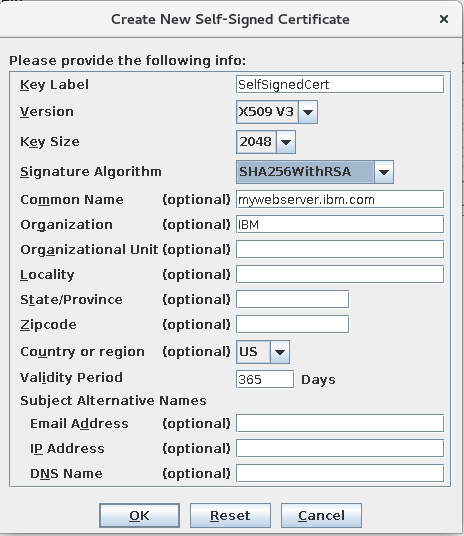 Create New Self-Signed Certificate ×
Please provide the following info:
Key Label SelfSignedCert
Version X509 V3
Key Size 2048
Signature Algorithm SHA256WithRSA
Common Name (optional) mywebserver.ibm.com
Organization (optional) IBM
Organizational Unit (optional)
Locality (optional)
State/Province (optional)
Zipcode (optional)
Country or region (optional) US
Validity Period 365 Days
Subject Alternative Names
Email Address (optional)
IP Address (optional)
DNS Name (optional)
OK Reset Cancel